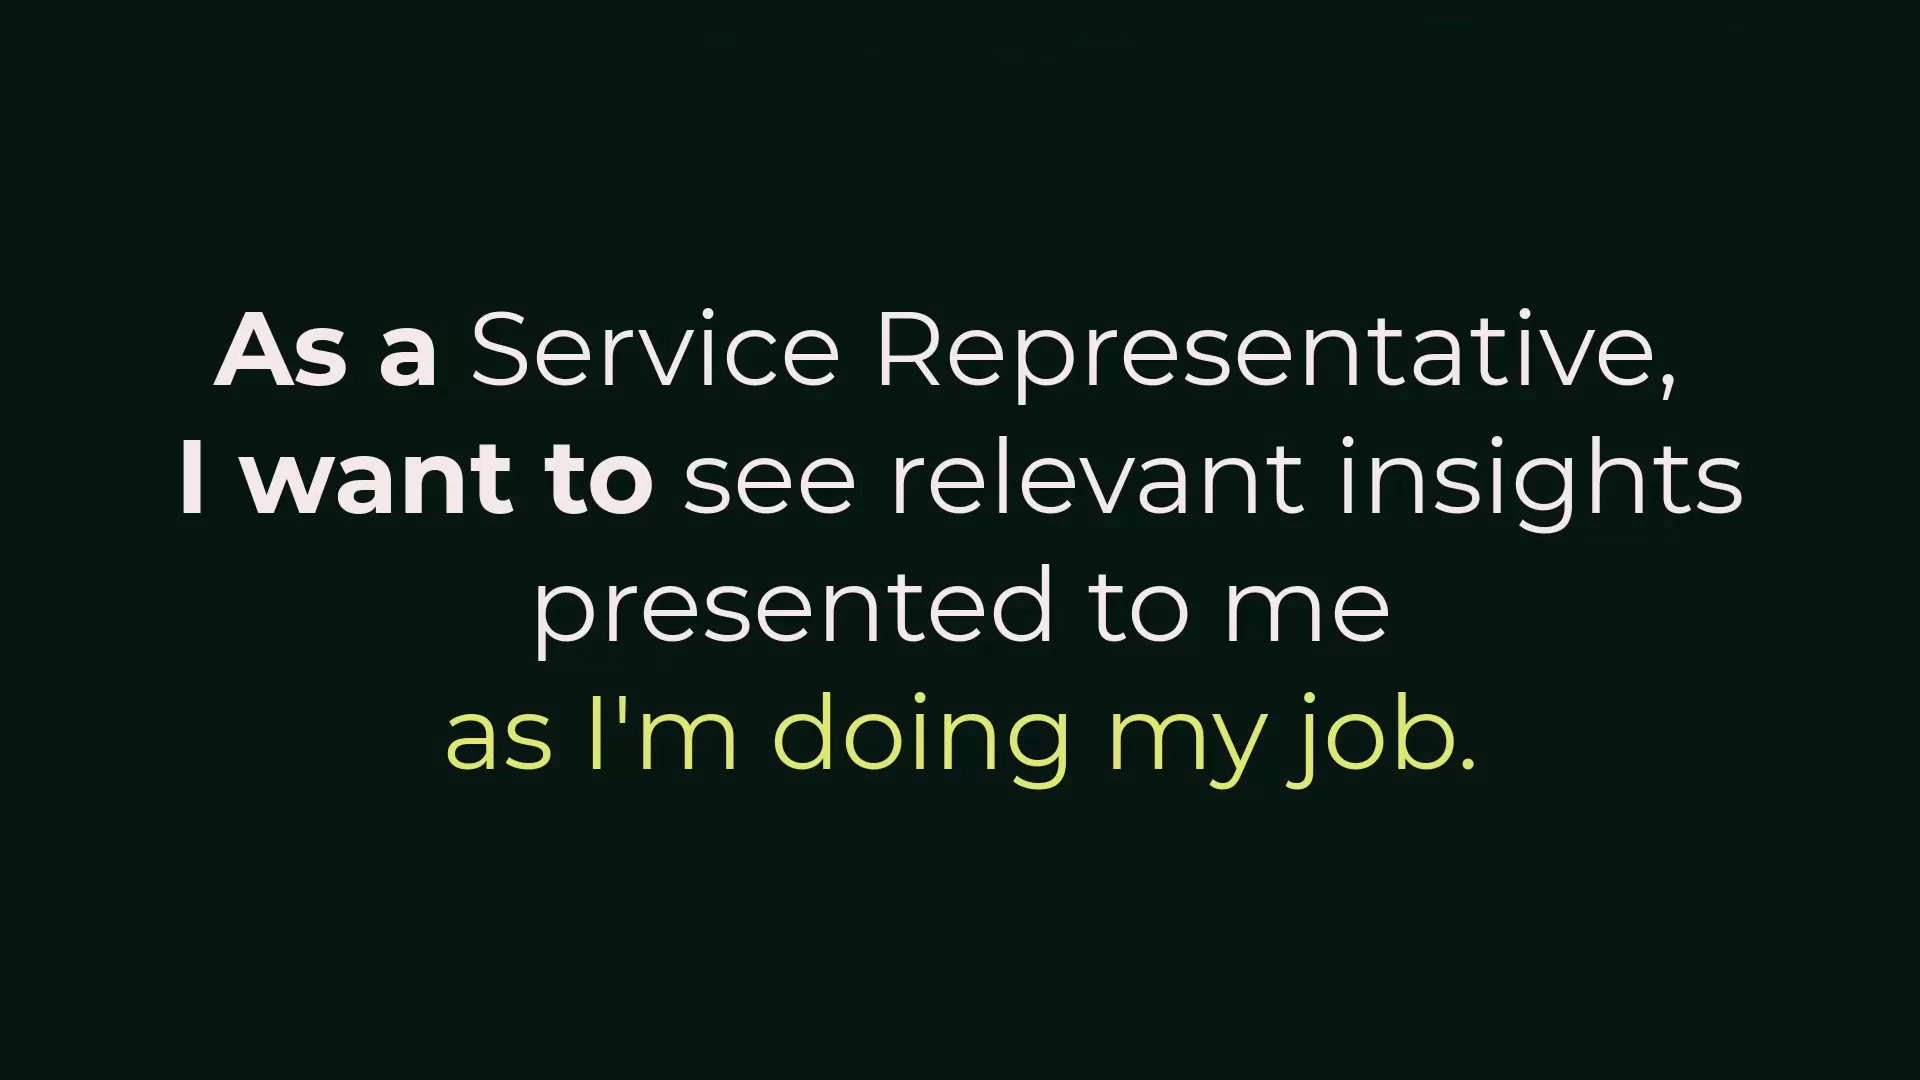 As a Service Representative,
I want to see relevant insights
presented to me
as I'm doing my job.